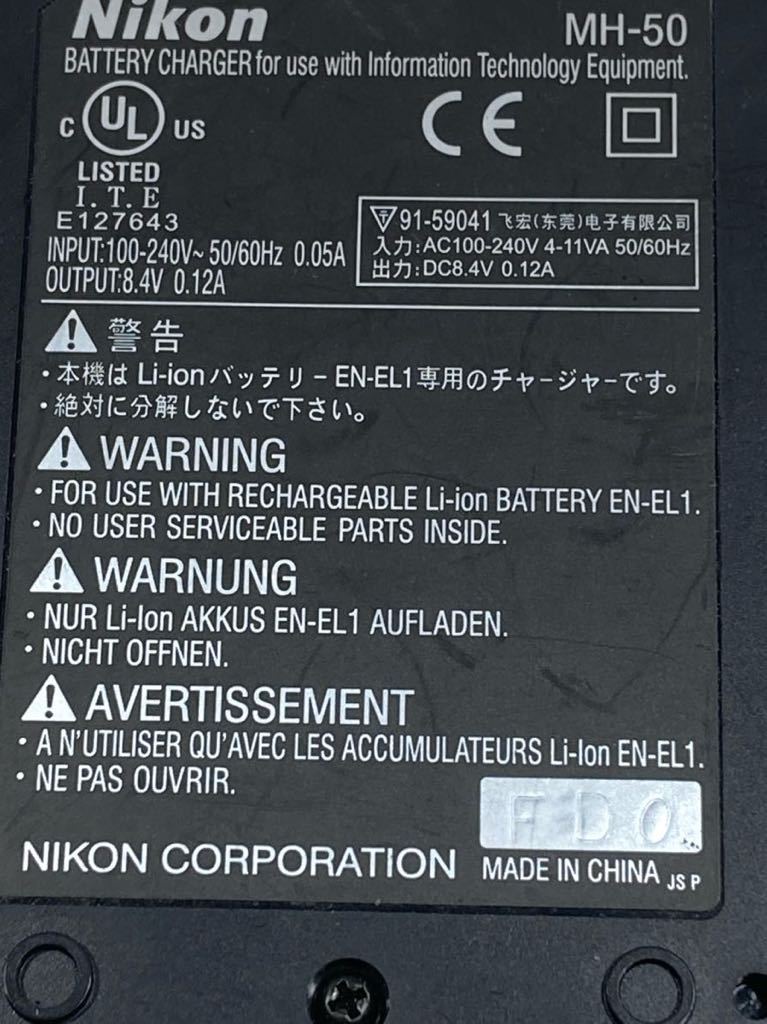 Nikon
MH-50
BATTERY CHARGER for use with Information Technology Equipment.
C UL US
LISTED
I.T.E
E127643
CE
INPUT:100-240V~ 50/60Hz 0.05A
OUTPUT:8.4V 0.12A
91-59041 飞宏(东莞)电子有限公司
入力:AC100-240V 4-11VA 50/60Hz
出力:DC8.4V 0.12A
警告
・本機は Li-ion バッテリ－EN-EL1専用のチャージャーです。
・絶対に分解しないで下さい。
WARNING
・FOR USE WITH RECHARGEABLE Li-ion BATTERY EN-EL1.
・NO USER SERVICEABLE PARTS INSIDE.
WARNUNG
・NUR Li-Ion AKKUS EN-EL1 AUFLADEN.
・NICHT OFFNEN.
AVERTISSEMENT
・A N'UTILISER QU'AVEC LES ACCUMULATEURS Li-Ion EN-EL1.
・NE PAS OUVRIR.
FDO
NIKON CORPORATION
MADE IN CHINA JS P